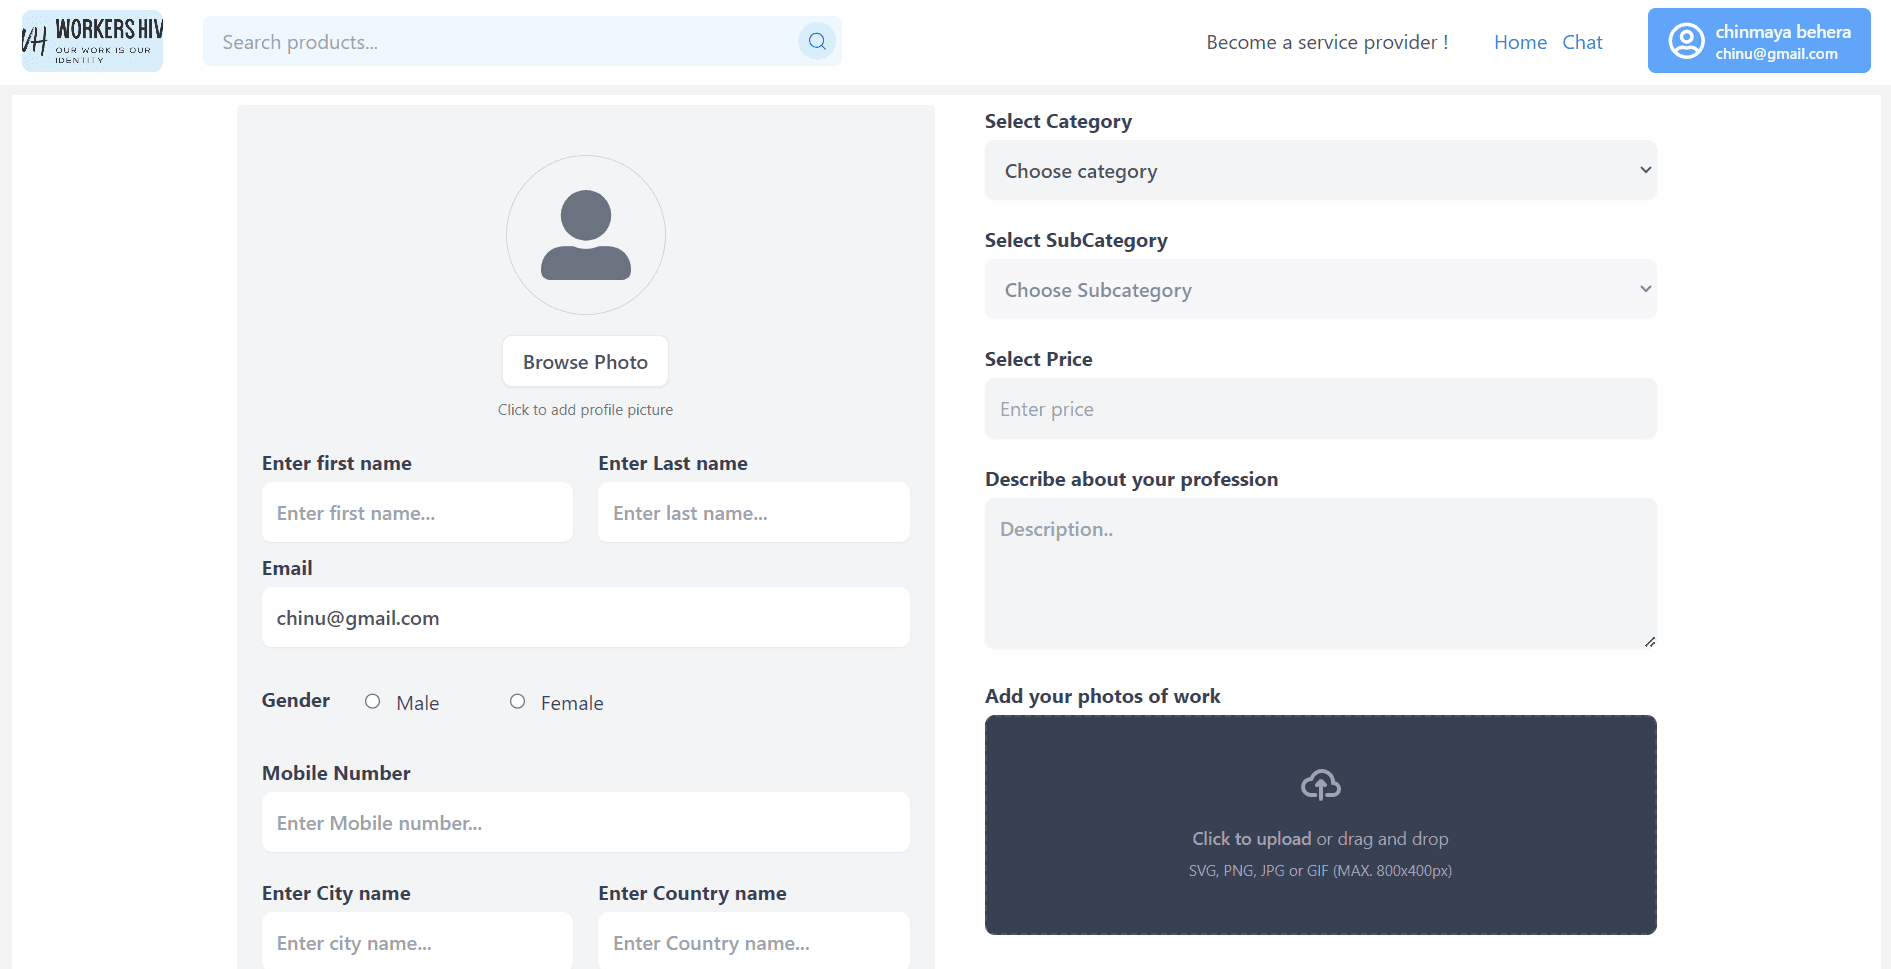 WORKERS HIV
VH
OUR WORK IS OUR
IDENTITY
Search products...
Become a service provider !
Home
Chat
chinmaya behera
chinu@gmail.com
Browse Photo
Click to add profile picture
Enter first name
Enter Last name
Enter first name...
Enter last name...
Email
chinu@gmail.com
Gender
Male
Female
Mobile Number
Enter Mobile number...
Enter City name
Enter Country name
Enter city name...
Enter Country name...
Select Category
Choose category
Select SubCategory
Choose Subcategory
Select Price
Enter price
Describe about your profession
Description..
Add your photos of work
Click to upload or drag and drop
SVG, PNG, JPG or GIF (MAX. 800x400px)